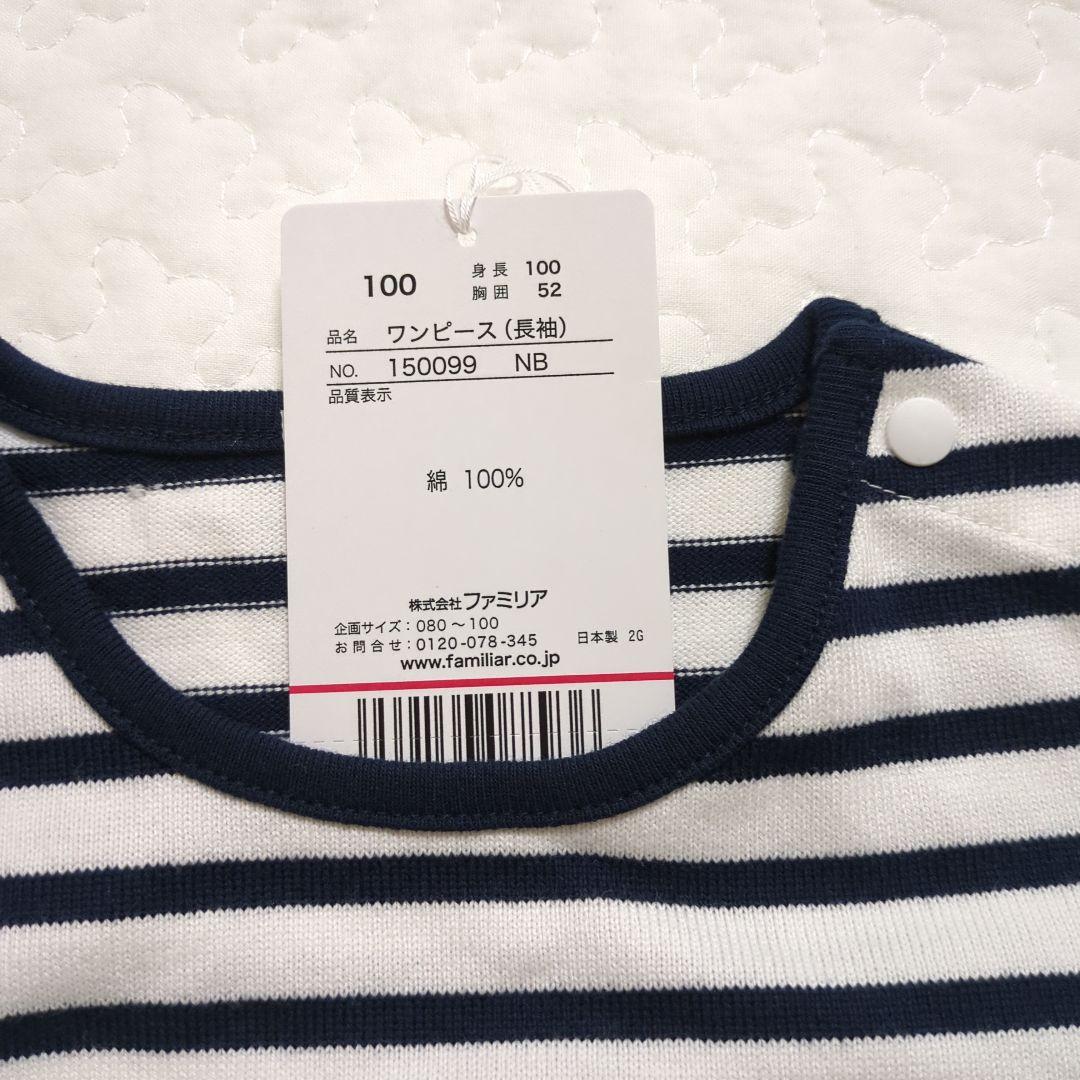 100
身長 100
胸囲 52
品名 ワンピース(長袖)
NO. 150099 NB
品質表示
綿 100%
株式会社ファミリア
企画サイズ:080～100
お問合せ:0120-078-345 日本製 2G
www.familiar.co.jp